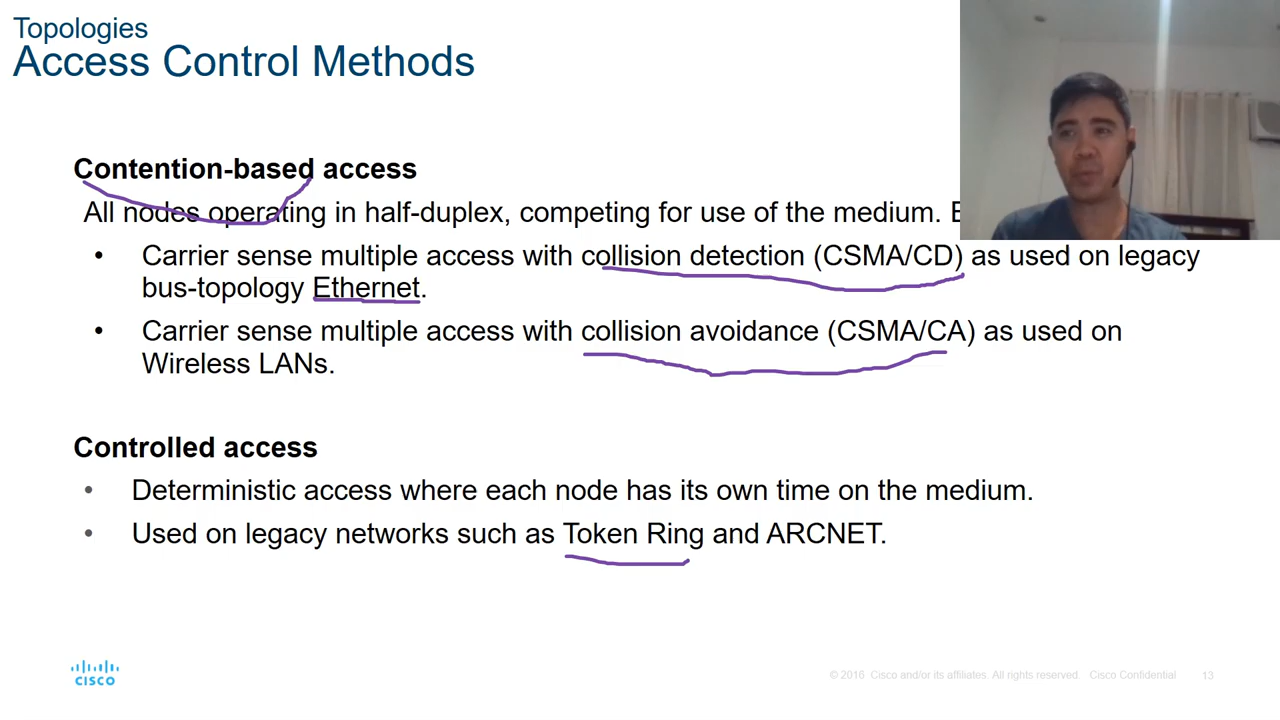 Topologies
Access Control Methods
Contention-based access
All nodes operating in half-duplex, competing for use of the medium.
• Carrier sense multiple access with collision detection (CSMA/CD) as used on legacy
bus-topology Ethernet.
• Carrier sense multiple access with collision avoidance (CSMA/CA) as used on
Wireless LANs.
Controlled access
• Deterministic access where each node has its own time on the medium.
• Used on legacy networks such as Token Ring and ARCNET.
CISCO
© 2016 Cisco and/or its affiliates. All rights reserved. Cisco Confidential 13